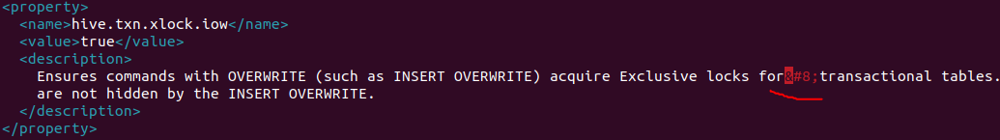 <property>
<name>hive.txn.xlock.iow</name>
<value>true</value>
<description>
Ensures commands with OVERWRITE (such as INSERT OVERWRITE) acquire Exclusive locks for&#8;transactional tables.
are not hidden by the INSERT OVERWRITE.
</description>
</property>